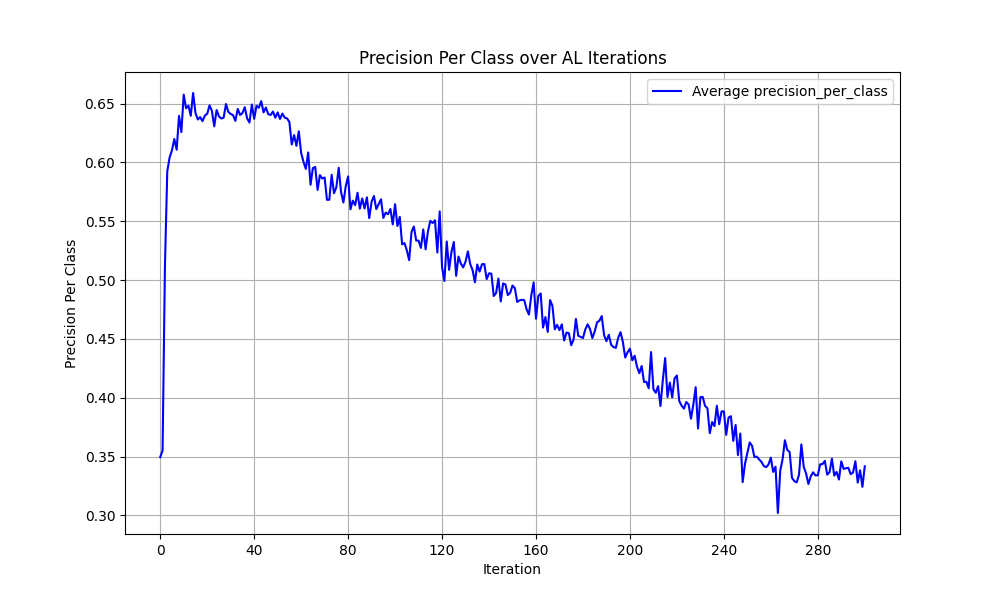 Precision Per Class over AL Iterations
Average precision_per_class
Precision Per Class
0.65
0.60
0.55
0.50
0.45
0.40
0.35
0.30
0 40 80 120 160 200 240 280
Iteration